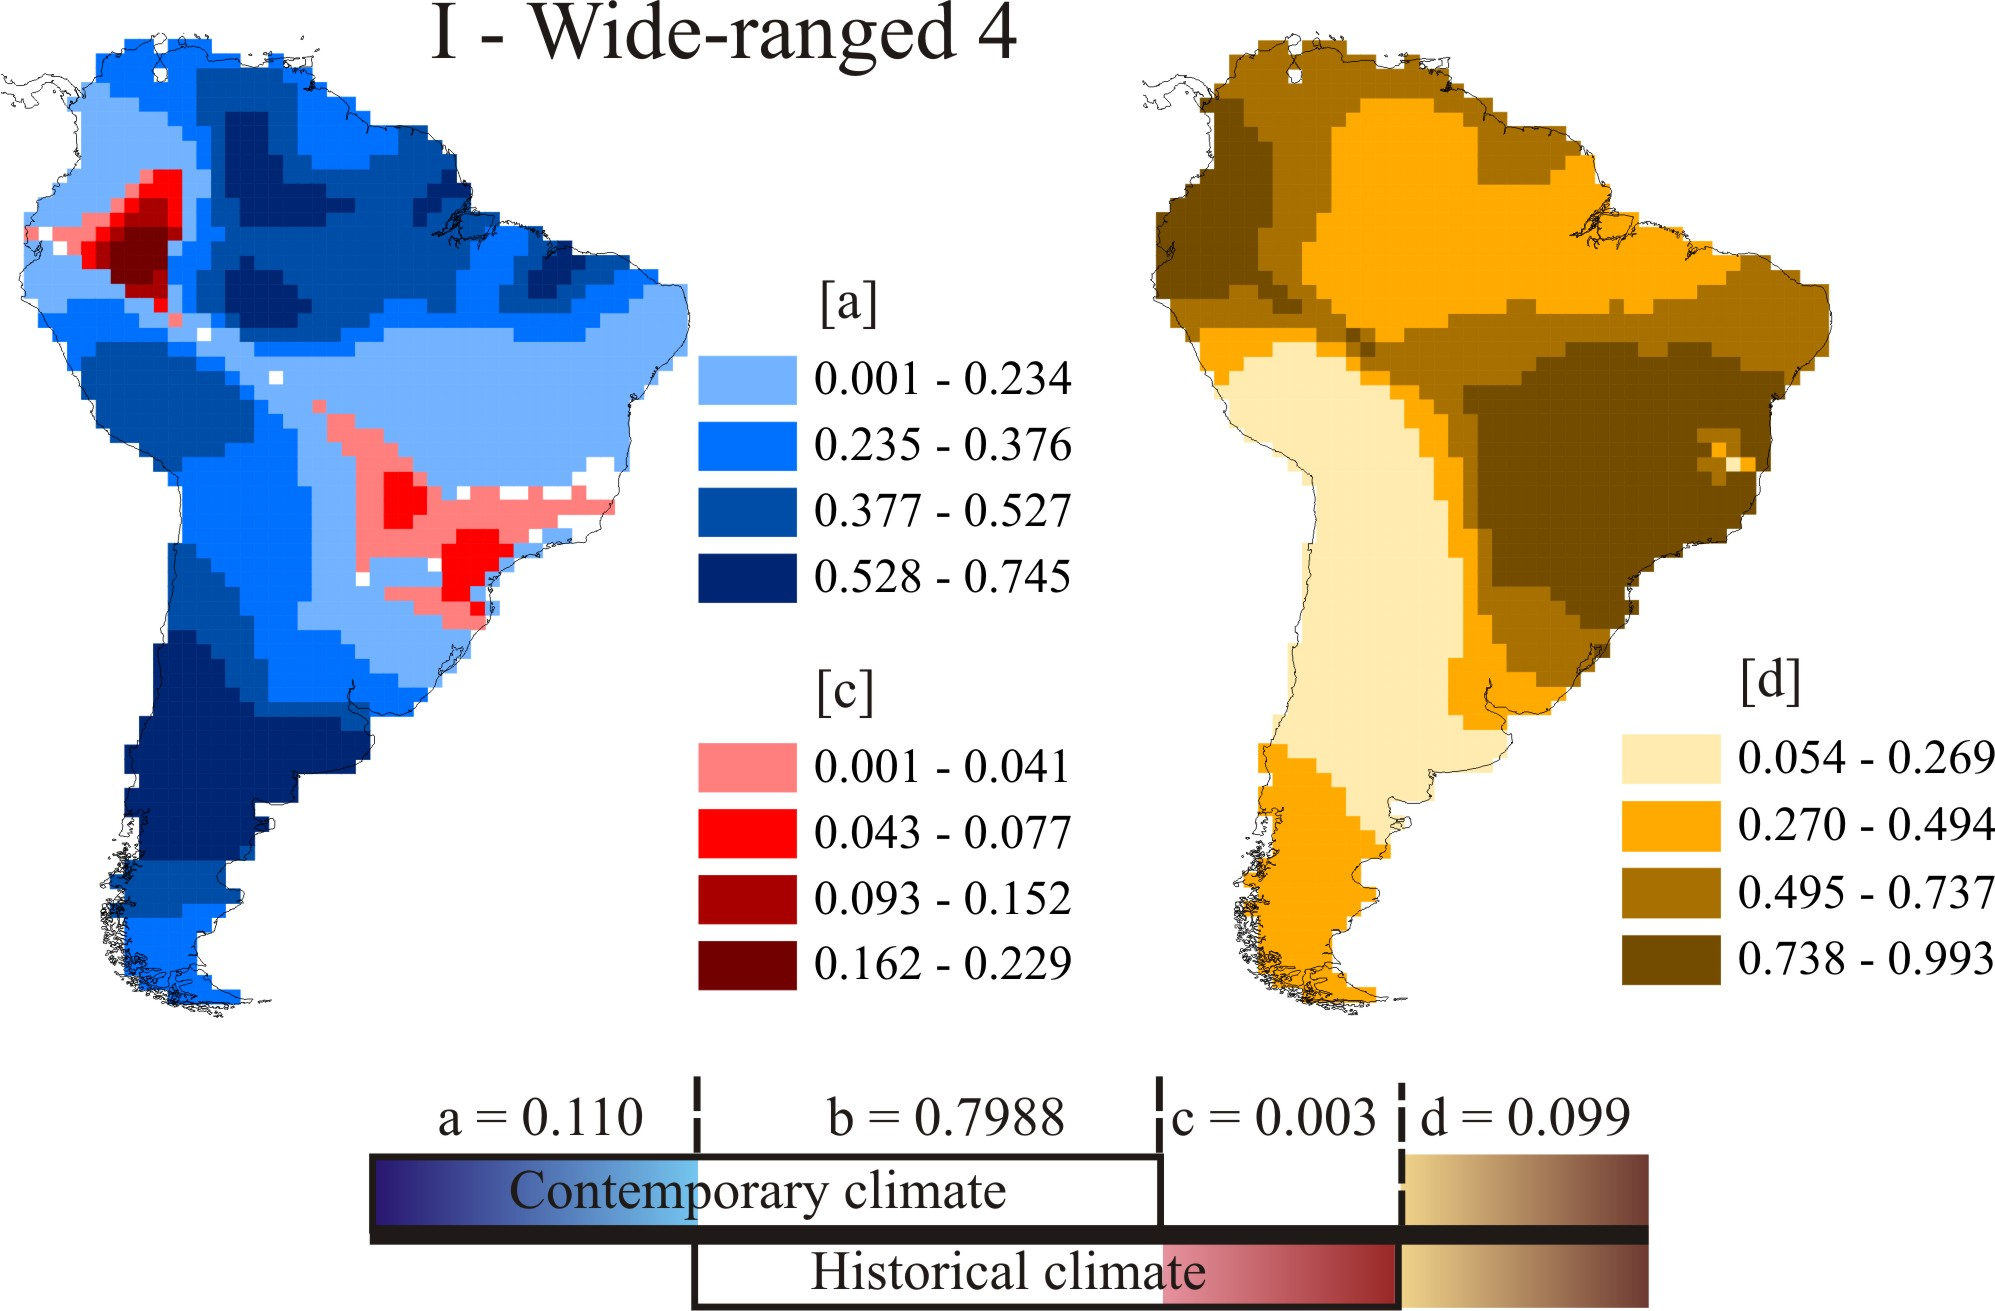 I - Wide-ranged 4
[a]
0.001 - 0.234
0.235 - 0.376
0.377 - 0.527
0.528 - 0.745
[c]
0.001 - 0.041
0.043 - 0.077
0.093 - 0.152
0.162 - 0.229
[d]
0.054 - 0.269
0.270 - 0.494
0.495 - 0.737
0.738 - 0.993
a = 0.110 b = 0.7988 c = 0.003 d = 0.099
Contemporary climate
Historical climate